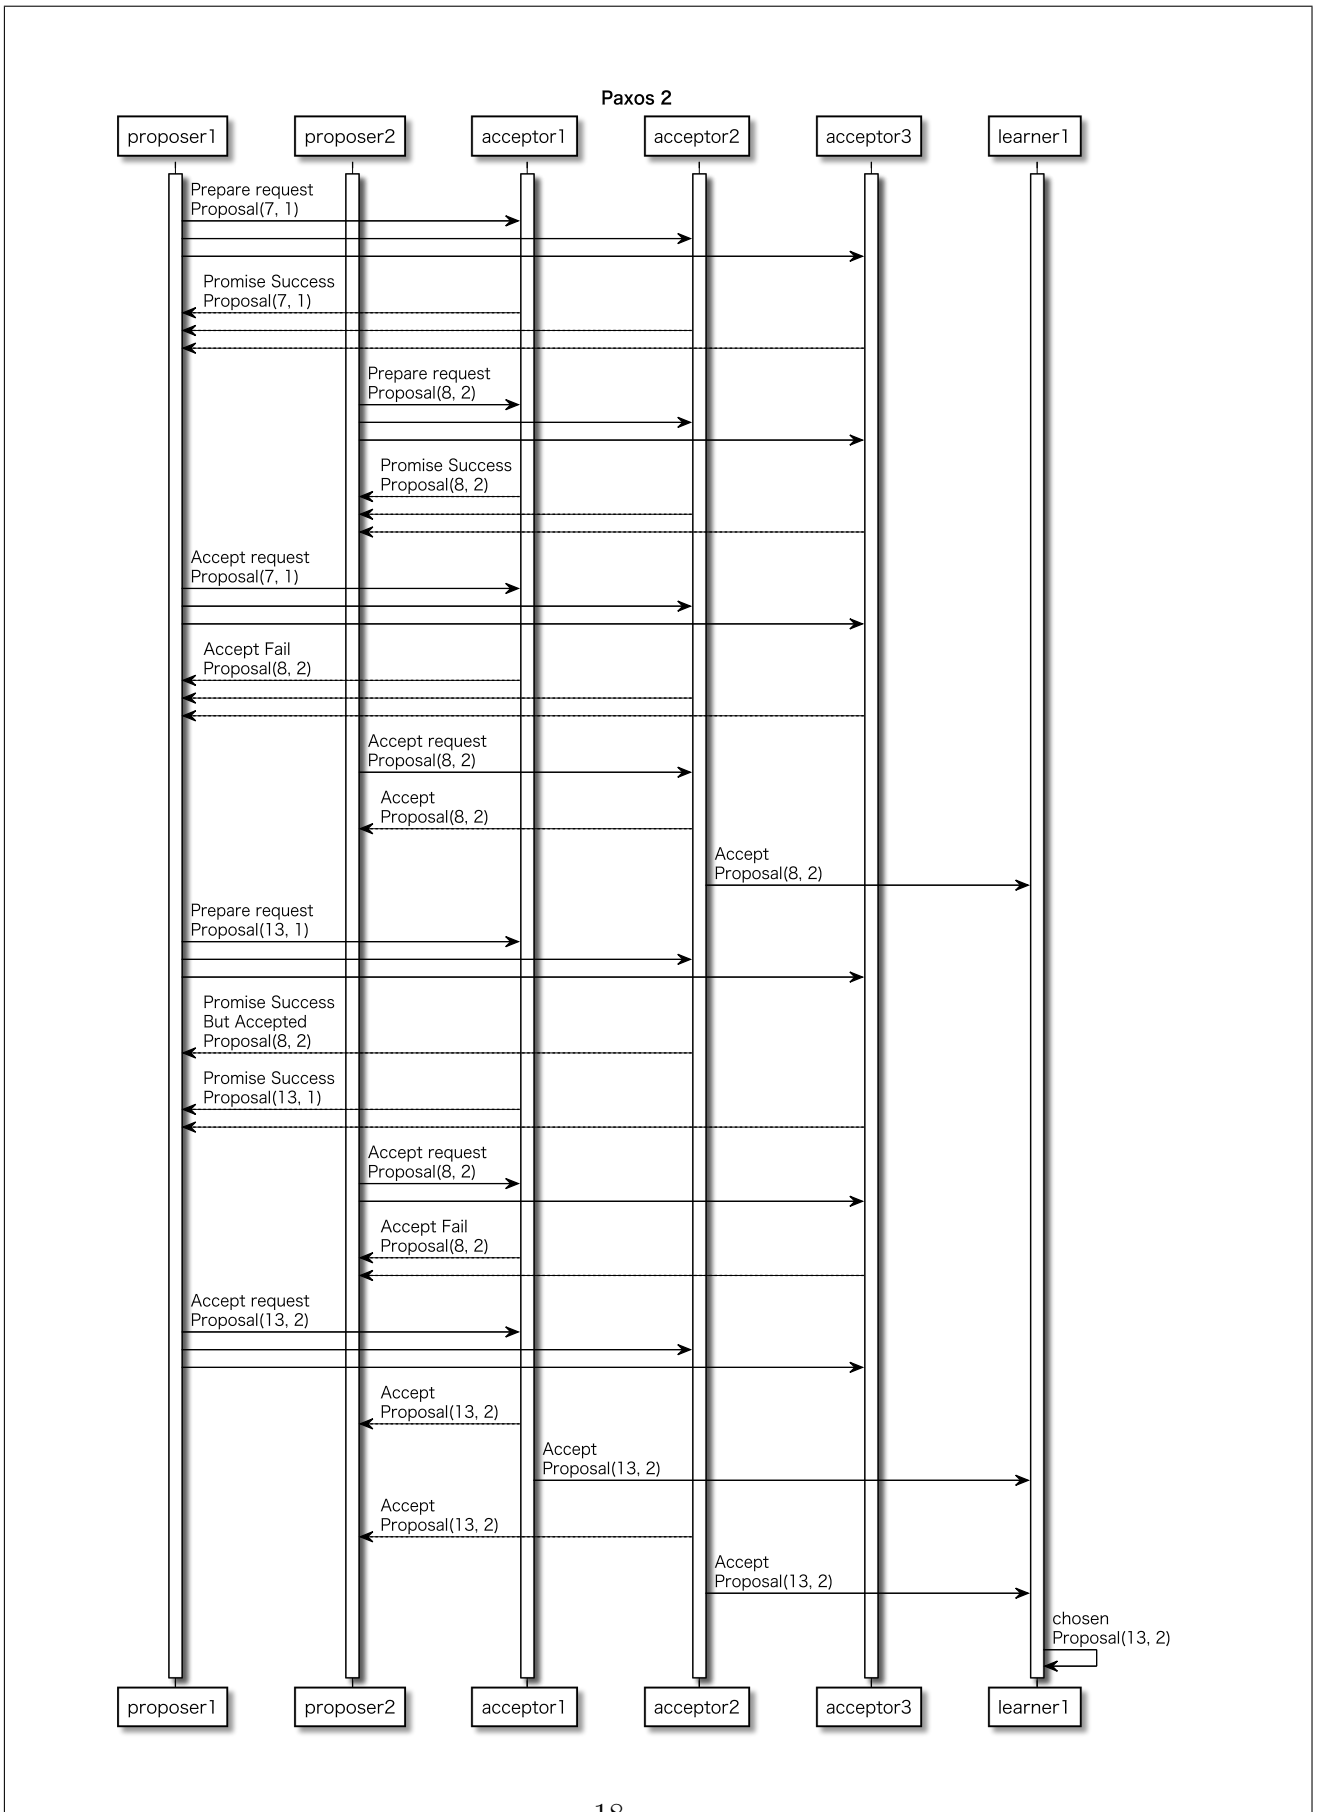 Paxos 2
proposer1 proposer2 acceptor1 acceptor2 acceptor3 learner1
Prepare request
Proposal(7, 1)
Promise Success
Proposal(7, 1)
Prepare request
Proposal(8, 2)
Promise Success
Proposal(8, 2)
Accept request
Proposal(7, 1)
Accept Fail
Proposal(8, 2)
Accept request
Proposal(8, 2)
Accept
Proposal(8, 2)
Accept
Proposal(8, 2)
Prepare request
Proposal(13, 1)
Promise Success
But Accepted
Proposal(8, 2)
Promise Success
Proposal(13, 1)
Accept request
Proposal(8, 2)
Accept Fail
Proposal(8, 2)
Accept request
Proposal(13, 2)
Accept
Proposal(13, 2)
Accept
Proposal(13, 2)
Accept
Proposal(13, 2)
Accept
Proposal(13, 2)
chosen
Proposal(13, 2)
proposer1 proposer2 acceptor1 acceptor2 acceptor3 learner1